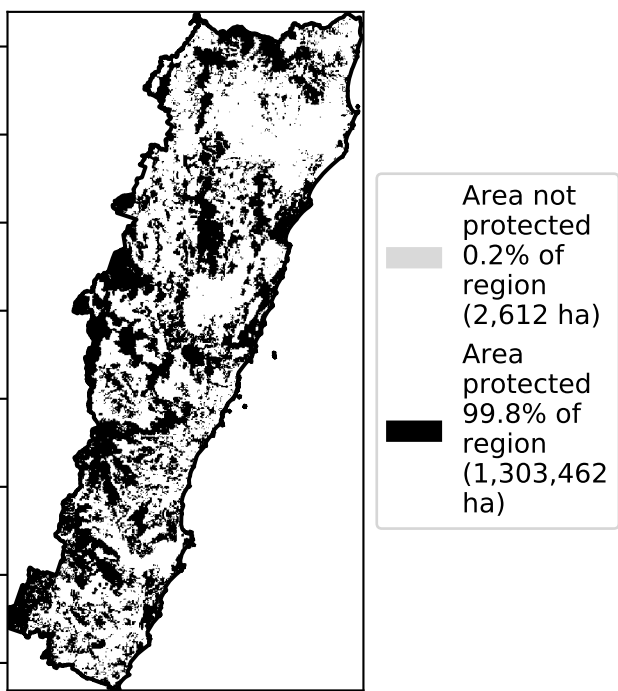 Area not
protected
0.2% of
region
(2,612 ha)
Area
protected
99.8% of
region
(1,303,462
ha)